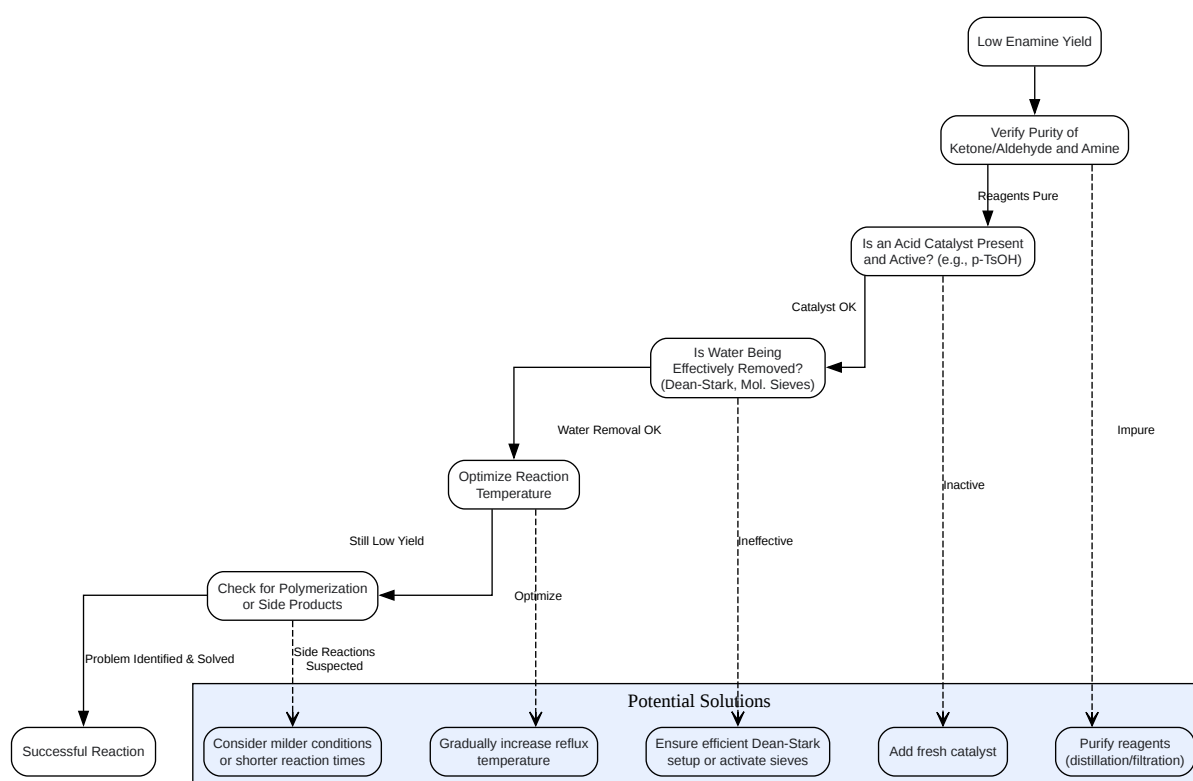 Low Enamine Yield
Verify Purity of
Ketone/Aldehyde and Amine
Reagents Pure
Is an Acid Catalyst Present
and Active? (e.g., p-TsOH)
Catalyst OK
Is Water Being
Effectively Removed?
(Dean-Stark, Mol. Sieves)
Water Removal OK
Impure
Optimize Reaction
Temperature
Inactive
Still Low Yield
Ineffective
Check for Polymerization
or Side Products
Optimize
Problem Identified & Solved
Side Reactions
Suspected
Potential Solutions
Successful Reaction
Consider milder conditions
or shorter reaction times
Gradually increase reflux
temperature
Ensure efficient Dean-Stark
setup or activate sieves
Add fresh catalyst
Purify reagents
(distillation/filtration)